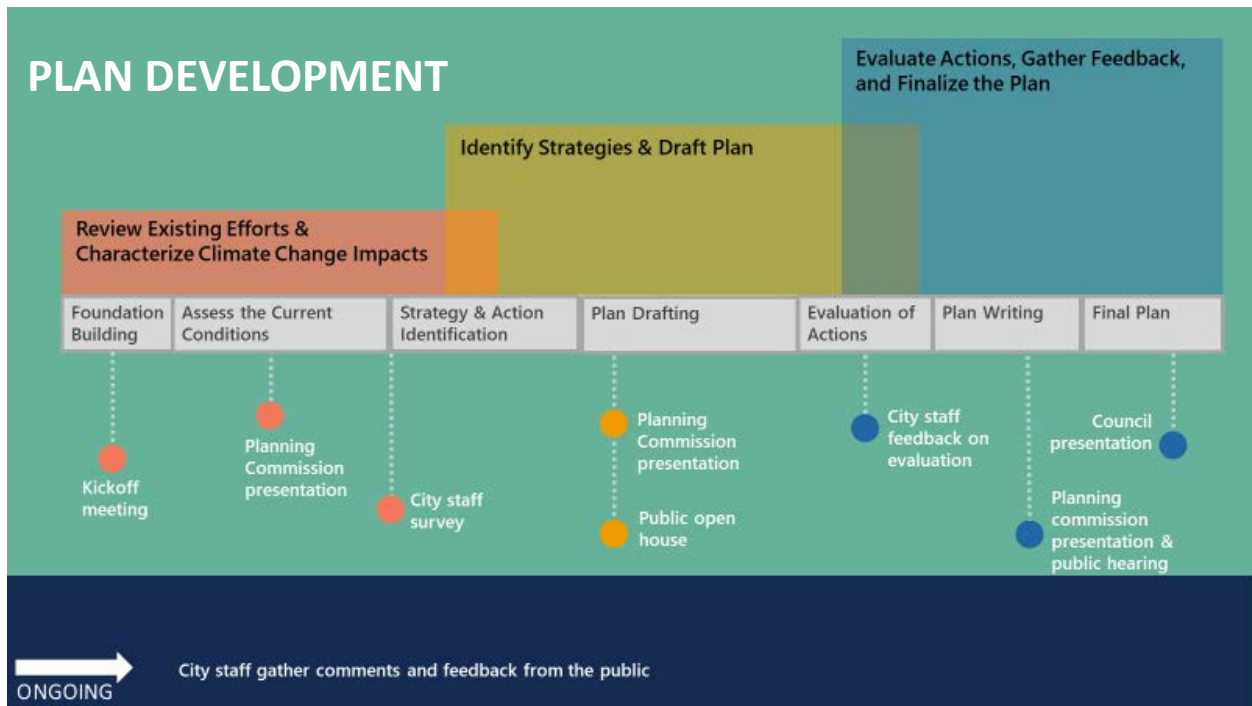 PLAN DEVELOPMENT
Evaluate Actions, Gather Feedback,
and Finalize the Plan
Identify Strategies & Draft Plan
Review Existing Efforts &
Characterize Climate Change Impacts
Foundation
Building
Assess the Current
Conditions
Strategy & Action
Identification
Plan Drafting
Evaluation of
Actions
Plan Writing
Final Plan
Kickoff
meeting
Planning
Commission
presentation
City staff
survey
Planning
Commission
presentation
Public open
house
City staff
feedback on
evaluation
Planning
commission
presentation &
public hearing
Council
presentation
ONGOING
City staff gather comments and feedback from the public